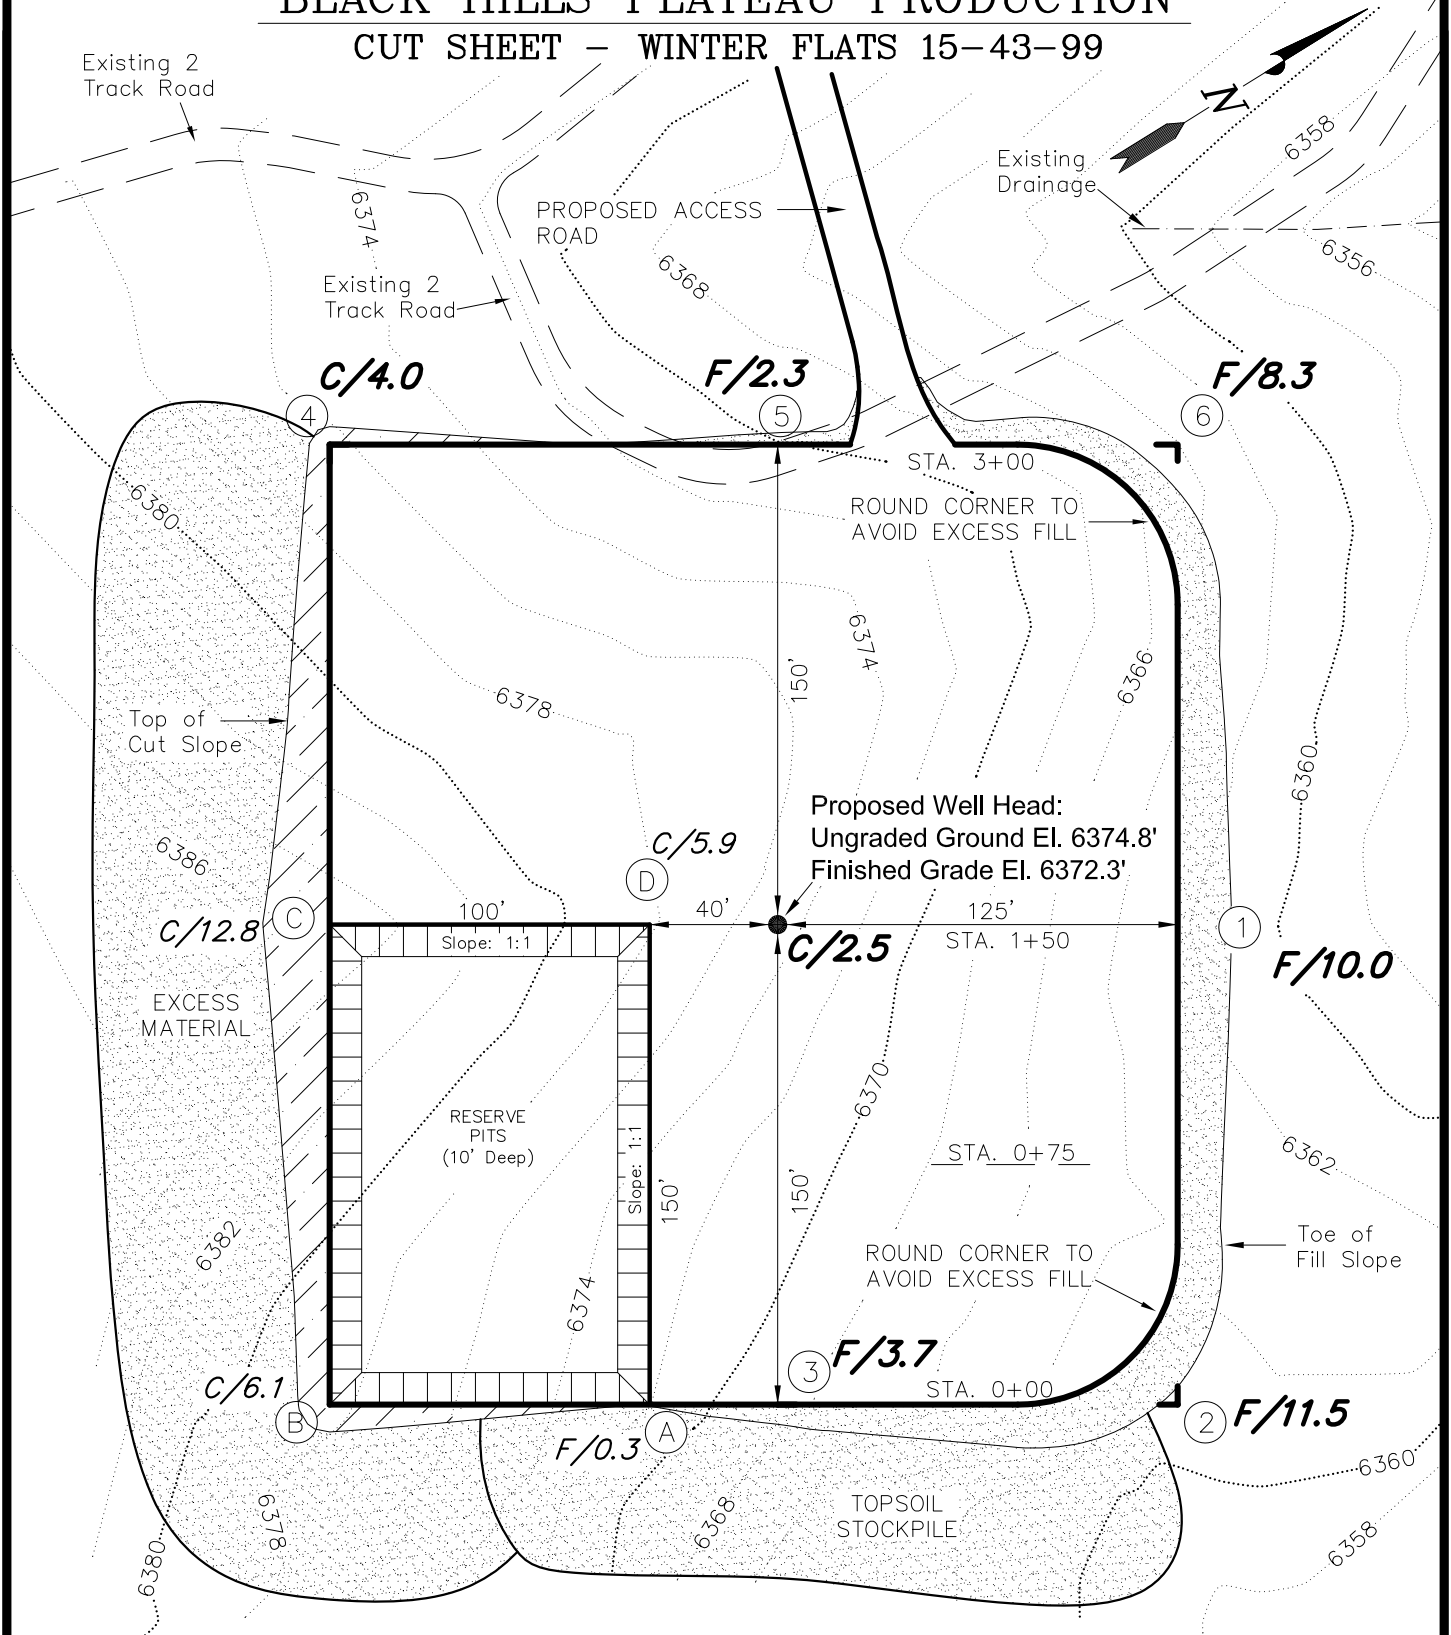 BLACK HILLS PLATEAU PRODUCTION
CUT SHEET - WINTER FLATS 15-43-99
Existing 2
Track Road
N
6358
Existing
Drainage
6374
PROPOSED ACCESS
ROAD
6356
6368
Existing 2
Track Road
C/4.0
F/2.3
F/8.3
4
5
6
STA. 3+00
6380
ROUND CORNER TO
AVOID EXCESS FILL
6374
150'
6366
6378
Top of
Cut Slope
6360
Proposed Well Head:
Ungraded Ground El. 6374.8'
Finished Grade El. 6372.3'
6386
C/5.9
D
C
C/12.8
100'
40'
125'
1
Slope: 1:1
STA. 1+50
C/2.5
F/10.0
EXCESS
MATERIAL
6370
RESERVE
PITS
(10' Deep)
Slope: 1:1
150'
150'
STA. 0+75
6362
6382
ROUND CORNER TO
AVOID EXCESS FILL
Toe of
Fill Slope
6374
3
F/3.7
C/6.1
STA. 0+00
B
2
F/11.5
F/0.3
A
6360
6378
6368
TOPSOIL
STOCKPILE
6358
6380